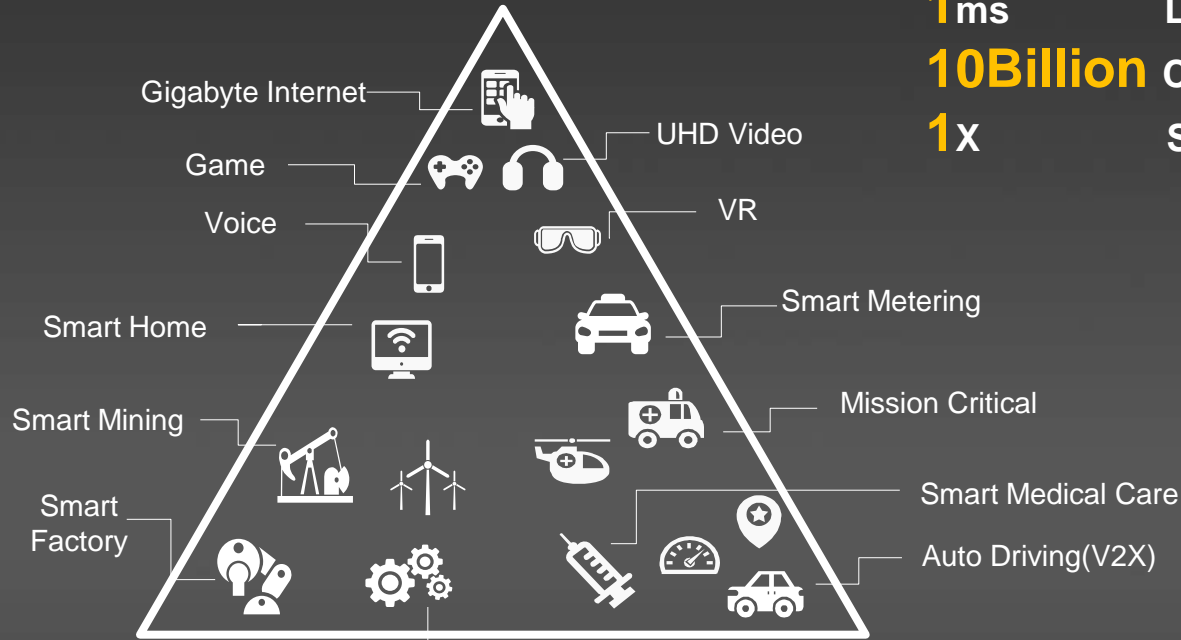 1ms
10Billion
1x
Gigabyte Internet
UHD Video
Game
VR
Voice
Smart Metering
Smart Home
Mission Critical
Smart Mining
Smart Medical Care
Smart
Factory
Auto Driving(V2X)